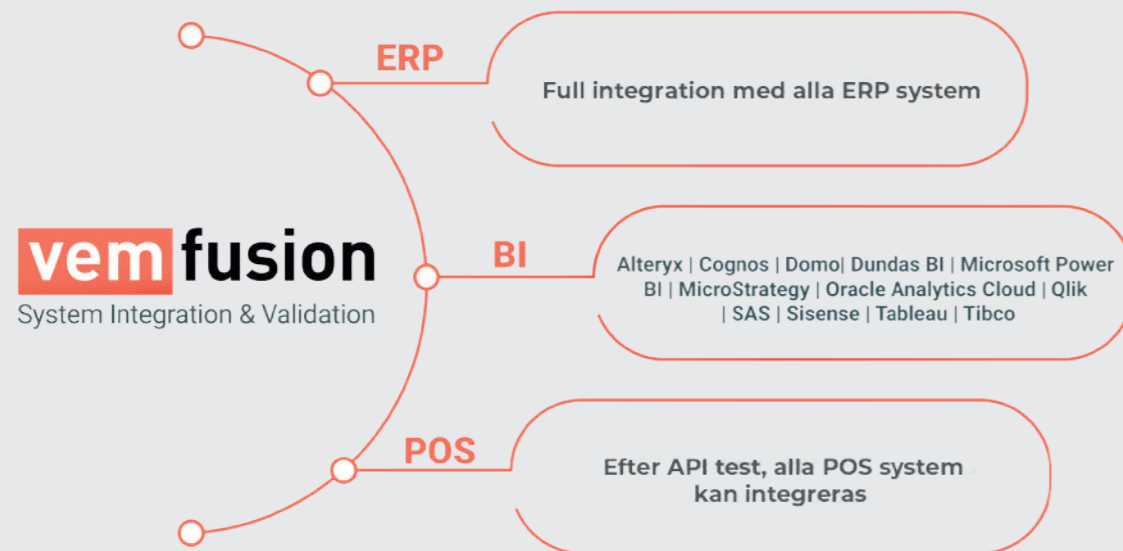 ERP
Full integration med alla ERP system
vem fusion
System Integration & Validation
BI
Alteryx | Cognos | Domo| Dundas BI | Microsoft Power
BI | MicroStrategy | Oracle Analytics Cloud | Qlik
| SAS | Sisense | Tableau | Tibco
POS
Efter API test, alla POS system
kan integreras